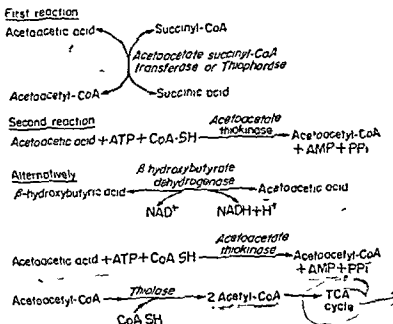 First reaction
Acetoacetic acid Succinyl-CoA
Acetoacetate succinyl-CoA
transferase or Thiophorase
Acetoacetyl-CoA Succinic acid
Second reaction
Acetoacetate
thiokinase
Acetoacetic acid +ATP+CoA-SH Acetoacetyl-CoA
+AMP+PPi
Alternatively
β hydroxybutyrate
dehydrogenase
β-hydroxybutyric acid Acetoacetic acid
NAD+ NADH+H+
Acetoacetate
thiokinase
Acetoacetic acid +ATP+CoA SH Acetoacetyl-CoA
+AMP+PPi
Acetoacetyl-CoA Thiolase 2 Acetyl-CoA TCA
cycle
CoA SH